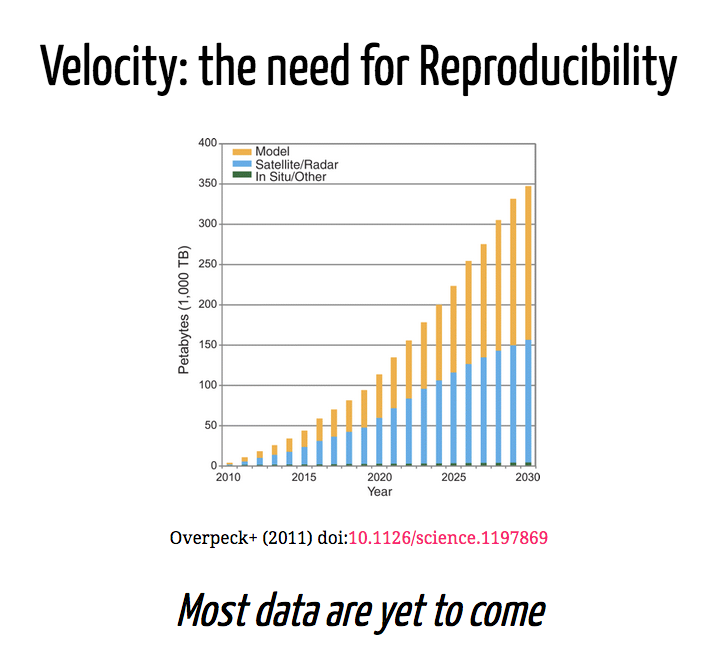 Velocity: the need for Reproducibility
400
350
300
250
200
150
100
50
0
Petabytes (1,000 TB)
Model
Satellite/Radar
In Situ/Other
2010 2015 2020 2025 2030
Year
Overpeck+ (2011) doi:10.1126/science.1197869
Most data are yet to come